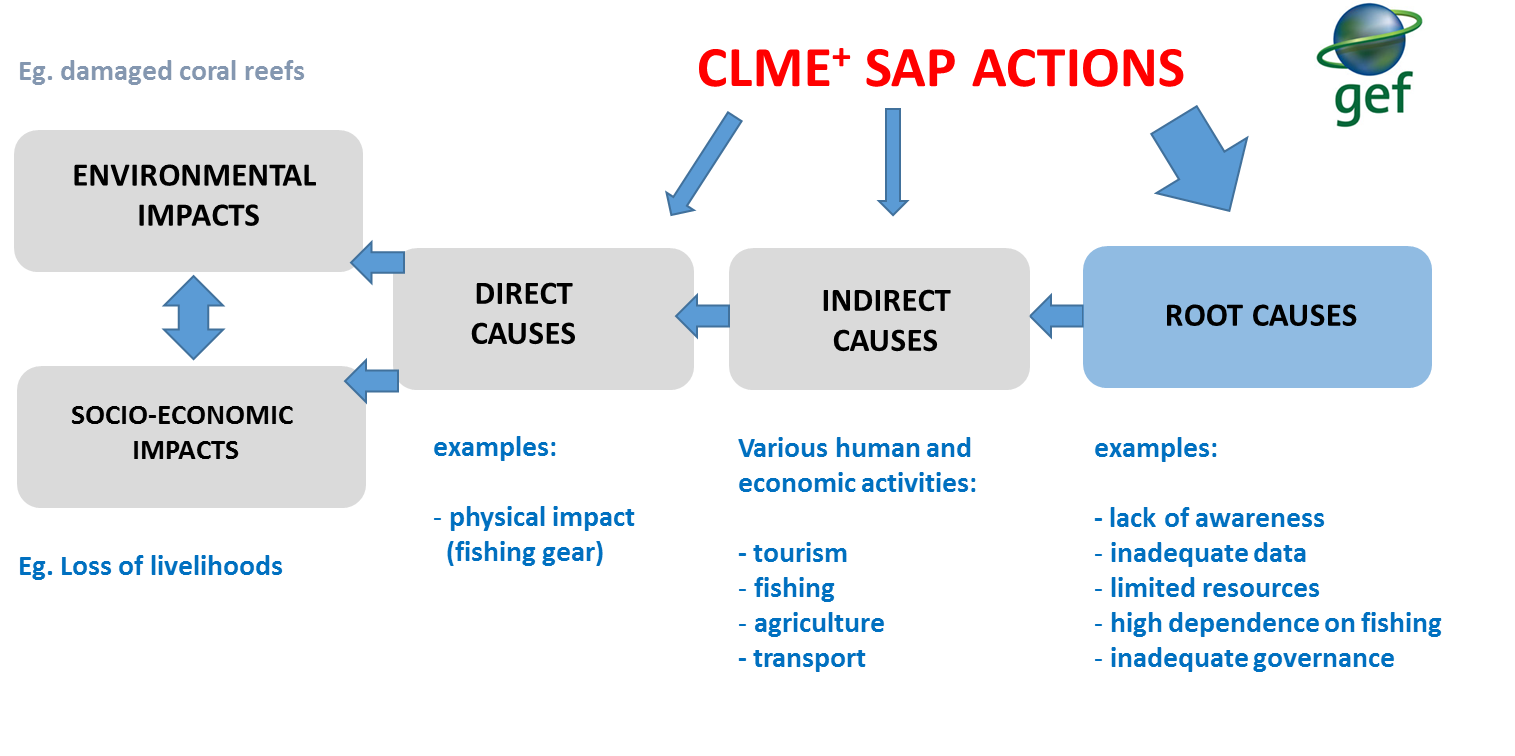 Eg. damaged coral reefs
CLME+ SAP ACTIONS
gef
ENVIRONMENTAL
IMPACTS
SOCIO-ECONOMIC
IMPACTS
Eg. Loss of livelihoods
DIRECT
CAUSES
examples:
- physical impact
(fishing gear)
INDIRECT
CAUSES
Various human and
economic activities:
- tourism
- fishing
- agriculture
- transport
ROOT CAUSES
examples:
- lack of awareness
- inadequate data
- limited resources
- high dependence on fishing
- inadequate governance